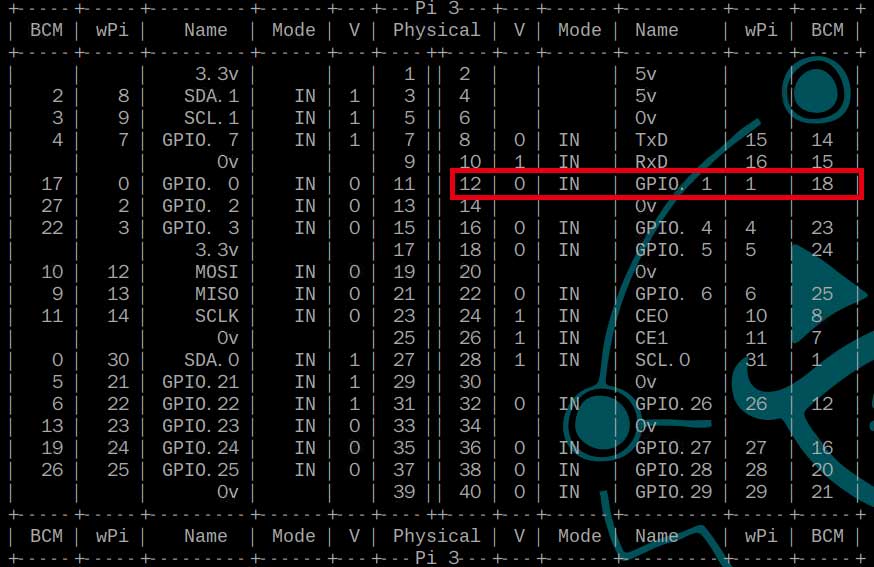 +-----+-----+---------+------+---+---Pi 3---+---+------+---------+-----+-----+
| BCM | wPi |   Name  | Mode | V | Physical | V | Mode | Name    | wPi | BCM |
+-----+-----+---------+------+---+----++----+---+------+---------+-----+-----+
|     |     |    3.3v |      |   |  1 || 2  |   |      | 5v      |     |     |
|   2 |   8 |   SDA.1 |   IN | 1 |  3 || 4  |   |      | 5v      |     |     |
|   3 |   9 |   SCL.1 |   IN | 1 |  5 || 6  |   |      | 0v      |     |     |
|   4 |   7 | GPIO. 7 |   IN | 1 |  7 || 8  | 0 | IN   | TxD     | 15  | 14  |
|     |     |      0v |      |   |  9 || 10 | 1 | IN   | RxD     | 16  | 15  |
|  17 |   0 | GPIO. 0 |   IN | 0 | 11 || 12 | 0 | IN   | GPIO. 1 | 1   | 18  |
|  27 |   2 | GPIO. 2 |   IN | 0 | 13 || 14 |   |      | 0v      |     |     |
|  22 |   3 | GPIO. 3 |   IN | 0 | 15 || 16 | 0 | IN   | GPIO. 4 | 4   | 23  |
|     |     |    3.3v |      |   | 17 || 18 | 0 | IN   | GPIO. 5 | 5   | 24  |
|  10 |  12 |    MOSI |   IN | 0 | 19 || 20 |   |      | 0v      |     |     |
|   9 |  13 |    MISO |   IN | 0 | 21 || 22 | 0 | IN   | GPIO. 6 | 6   | 25  |
|  11 |  14 |    SCLK |   IN | 0 | 23 || 24 | 1 | IN   | CE0     | 10  | 8   |
|     |     |      0v |      |   | 25 || 26 | 1 | IN   | CE1     | 11  | 7   |
|   0 |  30 |   SDA.0 |   IN | 1 | 27 || 28 | 1 | IN   | SCL.0   | 31  | 1   |
|   5 |  21 | GPIO.21 |   IN | 1 | 29 || 30 |   |      | 0v      |     |     |
|   6 |  22 | GPIO.22 |   IN | 1 | 31 || 32 | 0 | IN   | GPIO.26 | 26  | 12  |
|  13 |  23 | GPIO.23 |   IN | 0 | 33 || 34 |   |      | 0v      |     |     |
|  19 |  24 | GPIO.24 |   IN | 0 | 35 || 36 | 0 | IN   | GPIO.27 | 27  | 16  |
|  26 |  25 | GPIO.25 |   IN | 0 | 37 || 38 | 0 | IN   | GPIO.28 | 28  | 20  |
|     |     |      0v |      |   | 39 || 40 | 0 | IN   | GPIO.29 | 29  | 21  |
+-----+-----+---------+------+---+----++----+---+------+---------+-----+-----+
| BCM | wPi |   Name  | Mode | V | Physical | V | Mode | Name    | wPi | BCM |
+-----+-----+---------+------+---+---Pi 3---+---+------+---------+-----+-----+